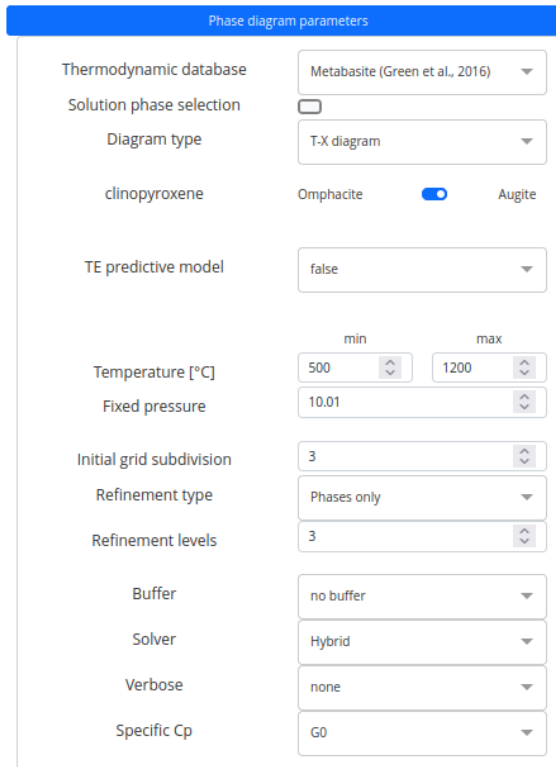 Phase diagram parameters
Thermodynamic database Metabasite (Green et al., 2016)
Solution phase selection
Diagram type T-X diagram
clinopyroxene Omphacite Augite
TE predictive model false
min max
Temperature [°C] 500 1200
Fixed pressure 10.01
Initial grid subdivision 3
Refinement type Phases only
Refinement levels 3
Buffer no buffer
Solver Hybrid
Verbose none
Specific Cp G0